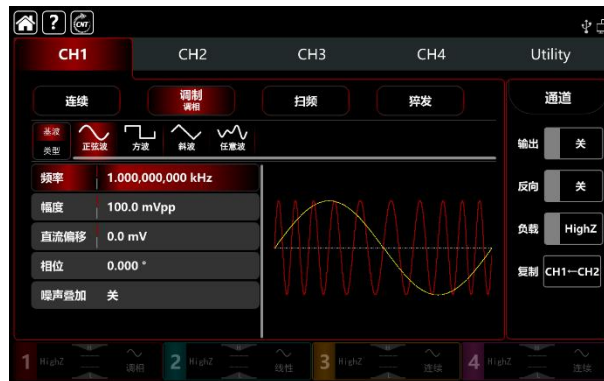 ? CNT
CH1 CH2 CH3 CH4 Utility
连续 调制 扫频 猝发 通道
调相
基波
类型 正弦波 方波 斜波 任意波
输出 关
频率 1.000,000,000 kHz
反向 关
幅度 100.0 mVpp
直流偏移 0.0 mV
负载 HighZ
相位 0.000 °
复制 CH1←CH2
噪声叠加 关
1 HighZ 调相 2 HighZ 线性 3 HighZ 连续 4 HighZ 连续